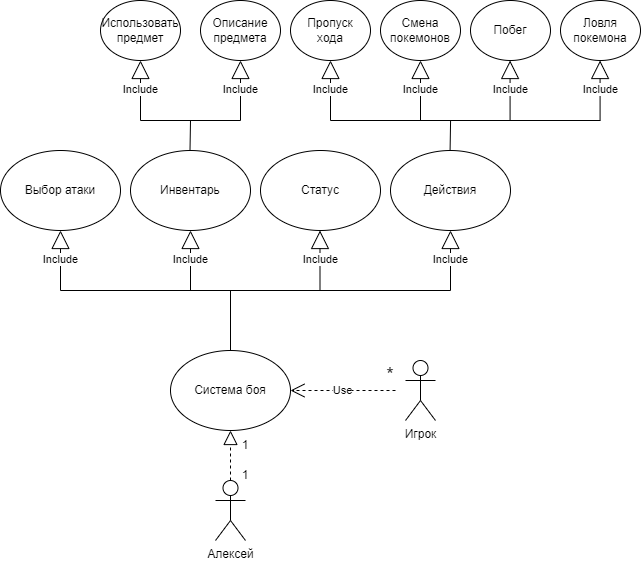 Использовать
предмет
Описание
предмета
Пропуск
хода
Смена
покемонов
Побег
Ловля
покемона
Include
Include
Include
Include
Include
Include
Выбор атаки
Инвентарь
Статус
Действия
Include
Include
Include
Include
Система боя
Use
*
Игрок
1
1
Алексей